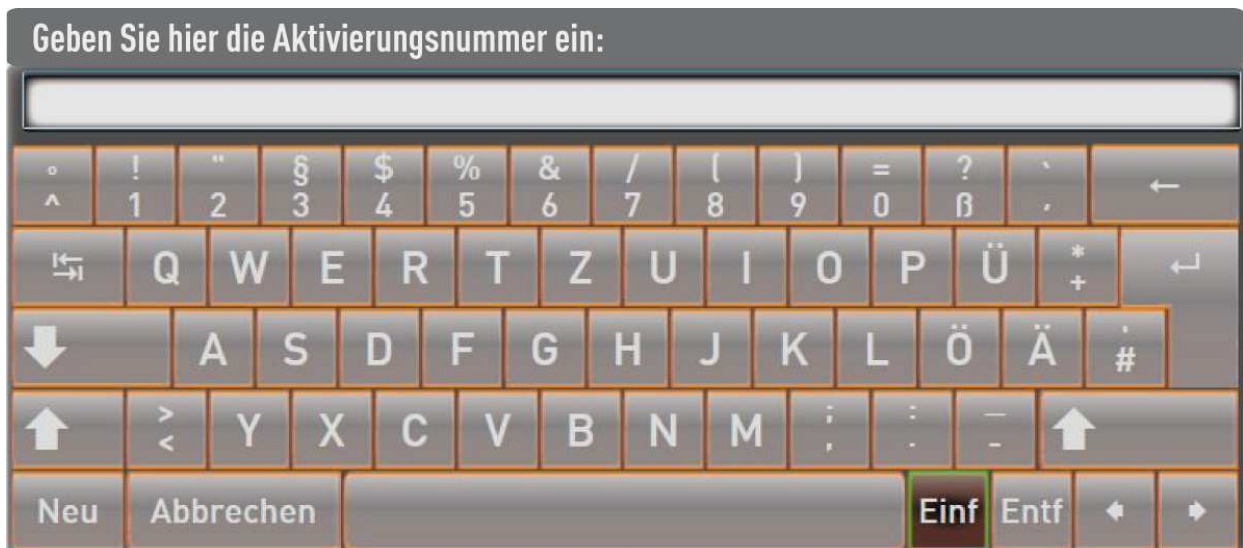 Geben Sie hier die Aktivierungsnummer ein:
° ! " § $ % & / ( ) = ? `
^ 1 2 3 4 5 6 7 8 9 0 ß ´ ←
Q W E R T Z U I O P Ü * +
A S D F G H J K L Ö Ä ' #
> < Y X C V B N M ; , : . _ -
Neu Abbrechen Einf Entf